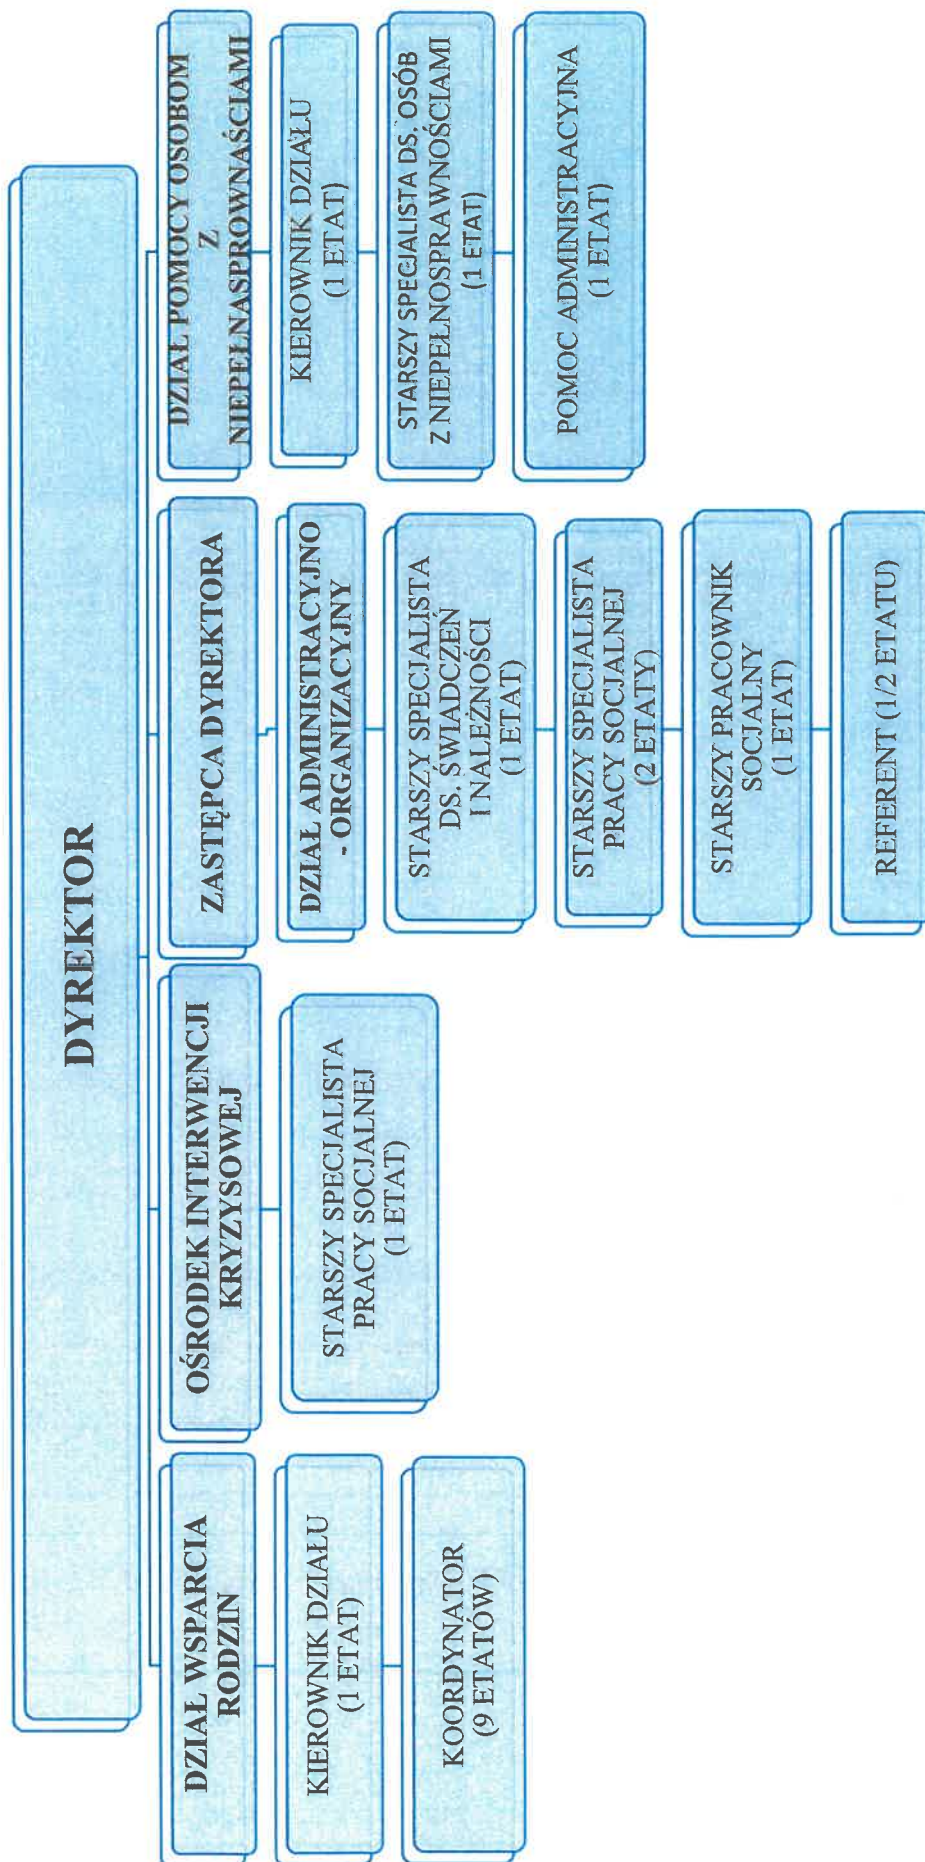 DYREKTOR
DZIAŁ WSPARCIA
RODZIN
KIEROWNIK DZIAŁU
(1 ETAT)
KOORDYNATOR
(9 ETATÓW)
OŚRODEK INTERWENCJI
KRYZYSOWEJ
STARSZY SPECJALISTA
PRACY SOCJALNEJ
(1 ETAT)
ZASTĘPCA DYREKTORA
DZIAŁ ADMINISTRACYJNO
- ORGANIZACYJNY
STARSZY SPECJALISTA
DS. ŚWIADCZEŃ
I NALEŻNOŚCI
(1 ETAT)
STARSZY SPECJALISTA
PRACY SOCJALNEJ
(2 ETATY)
STARSZY PRACOWNIK
SOCJALNY
(1 ETAT)
REFERENT (1/2 ETATU)
DZIAŁ POMOCY OSOBOM
Z
NIEPEŁNASPROWNAŚCIAMI
KIEROWNIK DZIAŁU
(1 ETAT)
STARSZY SPECJALISTA DS. OSÓB
Z NIEPEŁNOSPRAWNOŚCIAMI
(1 ETAT)
POMOC ADMINISTRACYJNA
(1 ETAT)